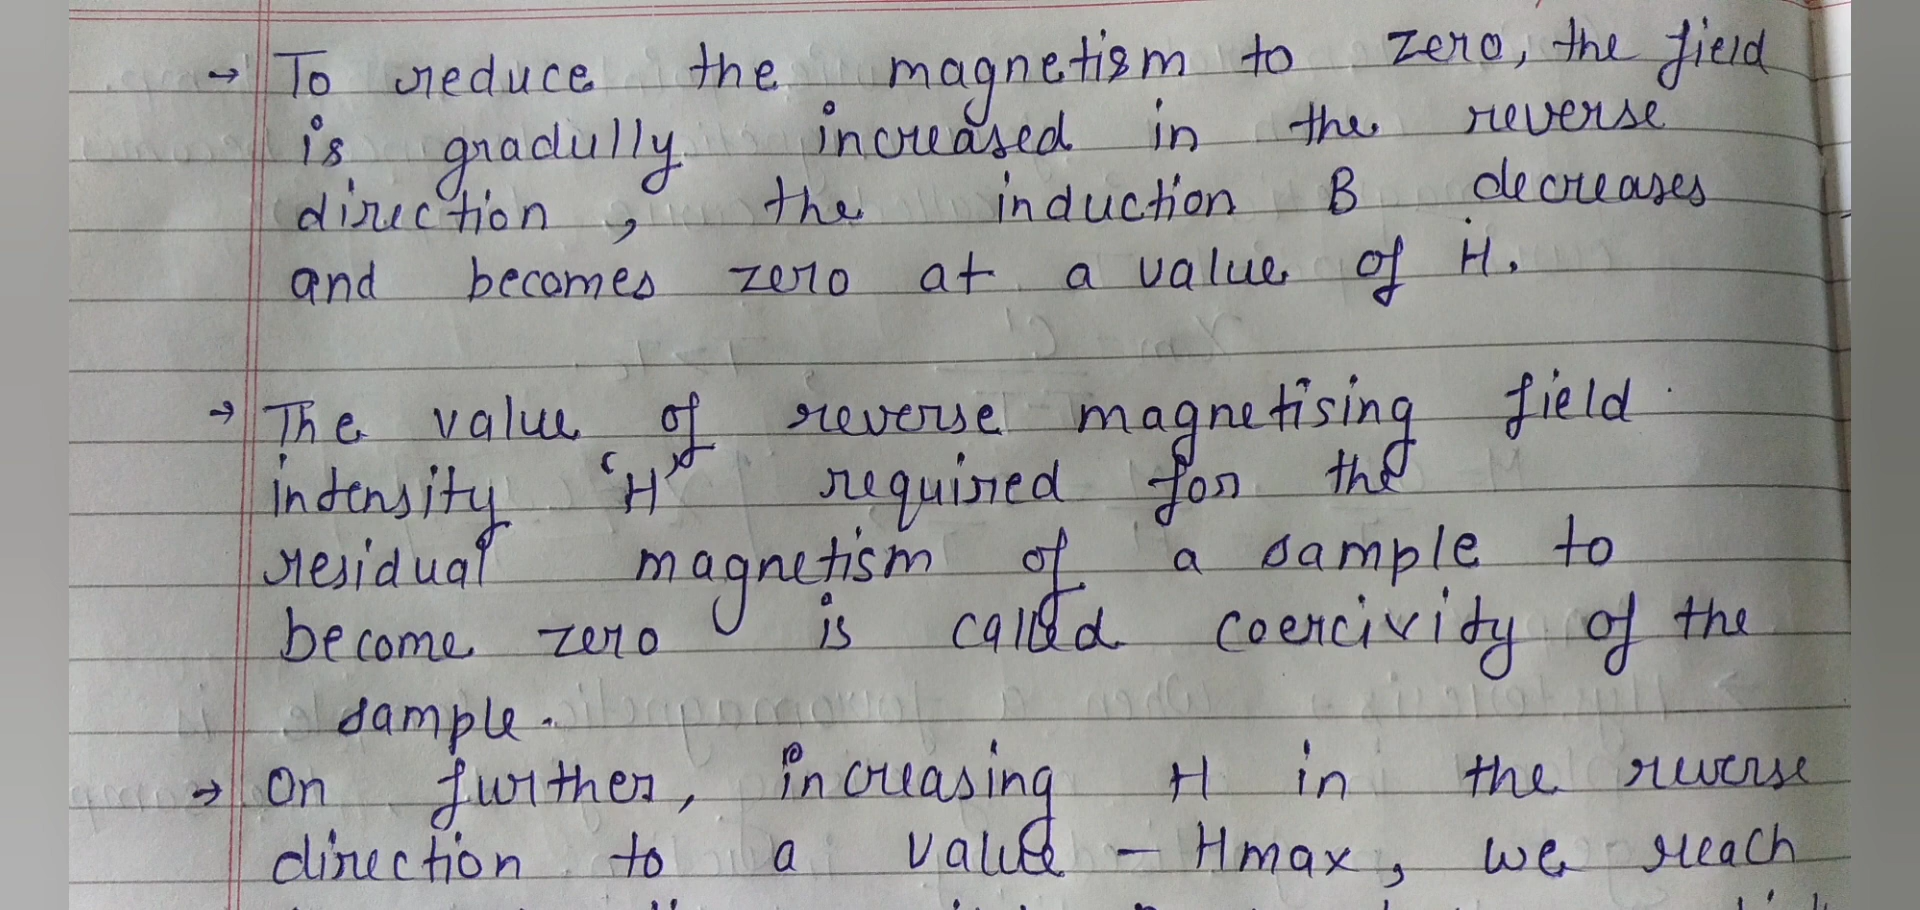 → To reduce the magnetism to zero, the field
is gradully increased in the reverse
direction, the induction B decreases
and becomes zero at a value of H.
→ The value of reverse magnetising field
intensity 'H' required for the
residual magnetism of a sample to
become zero is called coercivity of the
sample.
→ On further, increasing H in the reverse
direction to a value - Hmax, we reach